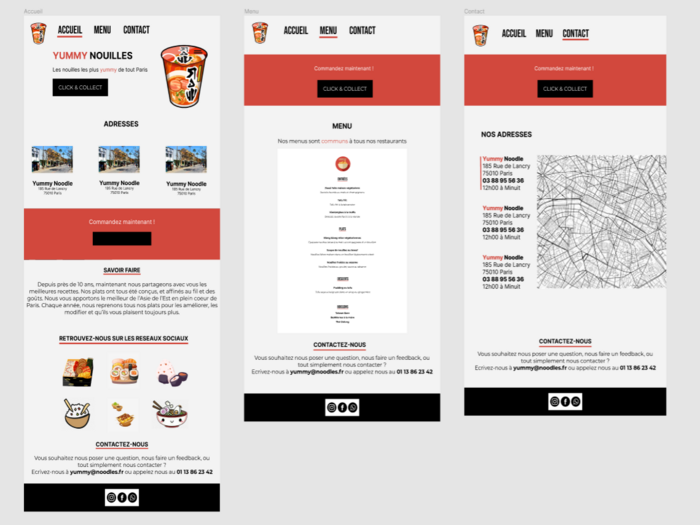 Accueil
ACCUEIL MENU CONTACT
YUMMY NOUILLES
Les nouilles les plus yummy de tout Paris
CLICK & COLLECT
ADRESSES
Yummy Noodle
185 Rue de Lancry
75010 Paris
Yummy Noodle
185 Rue de Lancry
75010 Paris
Yummy Noodle
185 Rue de Lancry
75010 Paris
Commandez maintenant !
SAVOIR FAIRE
Depuis près de 10 ans, maintenant nous partageons avec vous les
meilleures recettes. Nos plats ont tous été conçus, et affinés au fil et des
goûts. Nous vous apportons le meilleur de l'Asie de l'Est en plein coeur de
Paris. Chaque année, nous reprenons tous nos plats pour les améliorer, les
modifier et qu'ils vous plaisent toujours plus.
RETROUVEZ-NOUS SUR LES RESEAUX SOCIAUX
CONTACTEZ-NOUS
Vous souhaitez nous poser une question, nous faire un feedback, ou
tout simplement nous contacter ?
Ecrivez-nous à yummy@noodles.fr ou appelez nous au 01 13 86 23 42
Menu
ACCUEIL MENU CONTACT
Commandez maintenant !
CLICK & COLLECT
MENU
Nos menus sont communs à tous nos restaurants
PLATS
CONTACTEZ-NOUS
Vous souhaitez nous poser une question, nous faire un feedback, ou
tout simplement nous contacter ?
Ecrivez-nous à yummy@noodles.fr ou appelez nous au 01 13 86 23 42
Contact
ACCUEIL MENU CONTACT
Commandez maintenant !
CLICK & COLLECT
NOS ADRESSES
Yummy Noodle
185 Rue de Lancry
75010 Paris
03 88 95 56 36
12h00 à Minuit
Yummy Noodle
185 Rue de Lancry
75010 Paris
03 88 95 56 36
12h00 à Minuit
Yummy Noodle
185 Rue de Lancry
75010 Paris
03 88 95 56 36
12h00 à Minuit
CONTACTEZ-NOUS
Vous souhaitez nous poser une question, nous faire un feedback, ou
tout simplement nous contacter ?
Ecrivez-nous à yummy@noodles.fr ou appelez nous au 01 13 86 23 42